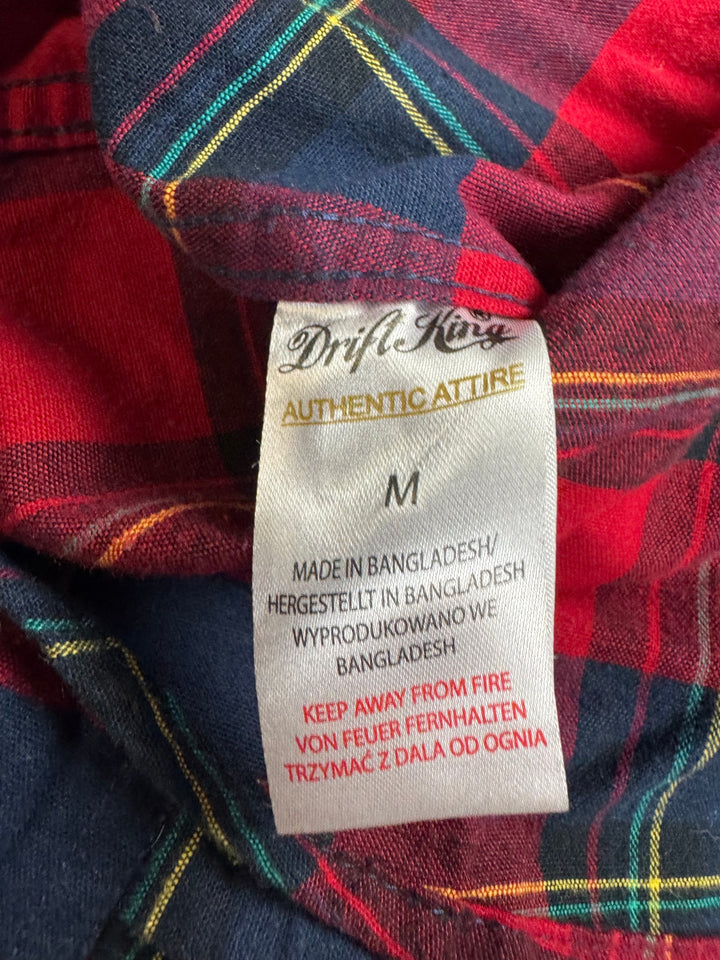 Drift King
AUTHENTIC ATTIRE
M
MADE IN BANGLADESH/
HERGESTELLT IN BANGLADESH
WYPRODUKOWANO WE
BANGLADESH
KEEP AWAY FROM FIRE
VON FEUER FERNHALTEN
TRZYMAĆ Z DALA OD OGNIA